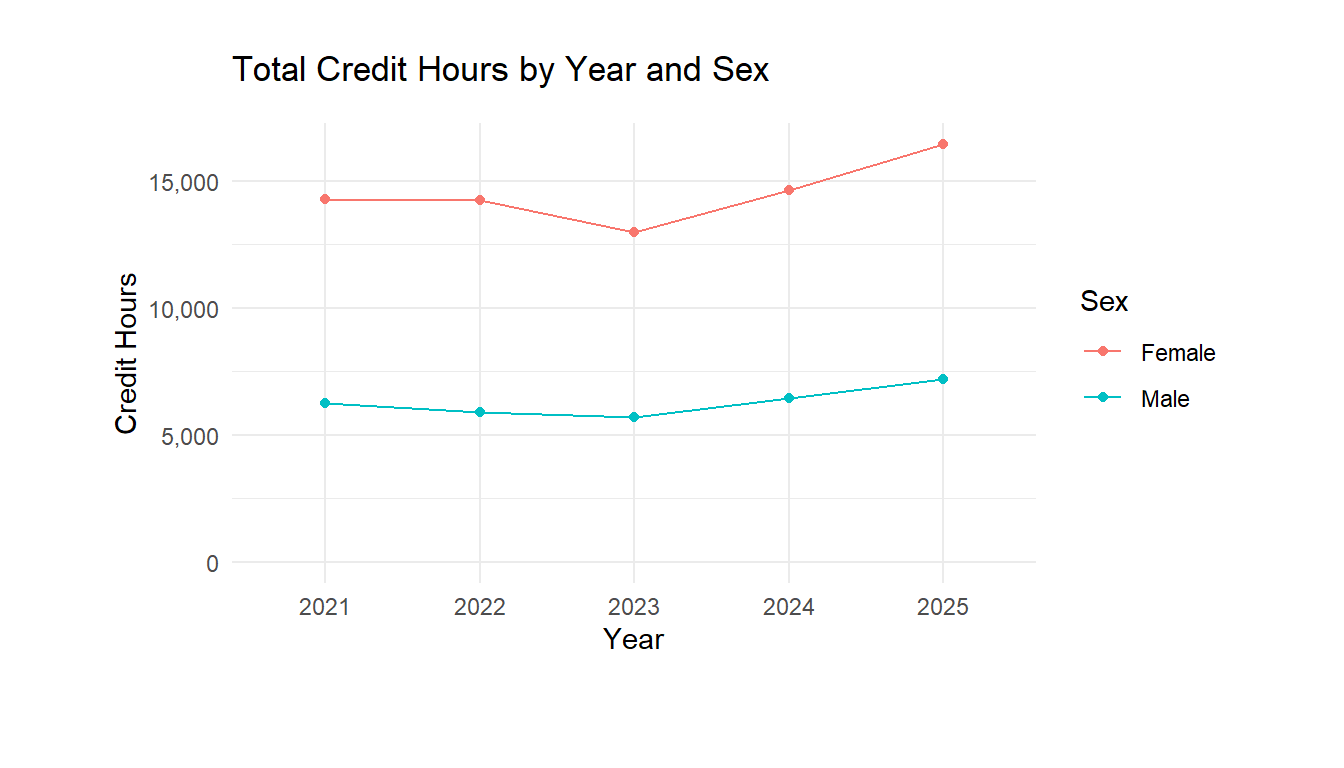 Total Credit Hours by Year and Sex
15,000
10,000
5,000
0
Credit Hours
2021 2022 2023 2024 2025
Year
Sex
Female
Male